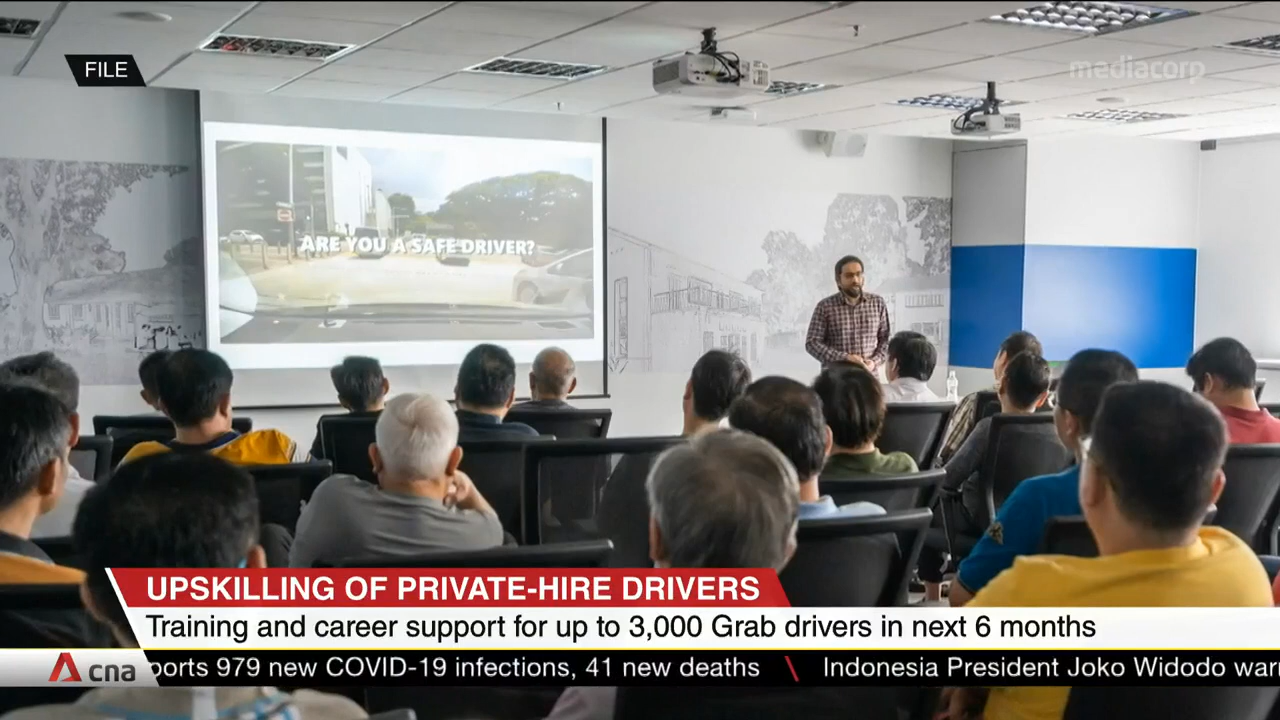 FILE
mediacorp
ARE YOU A SAFE DRIVER?
UPSKILLING OF PRIVATE-HIRE DRIVERS
Training and career support for up to 3,000 Grab drivers in next 6 months
cna
ports 979 new COVID-19 infections, 41 new deaths \ Indonesia President Joko Widodo war